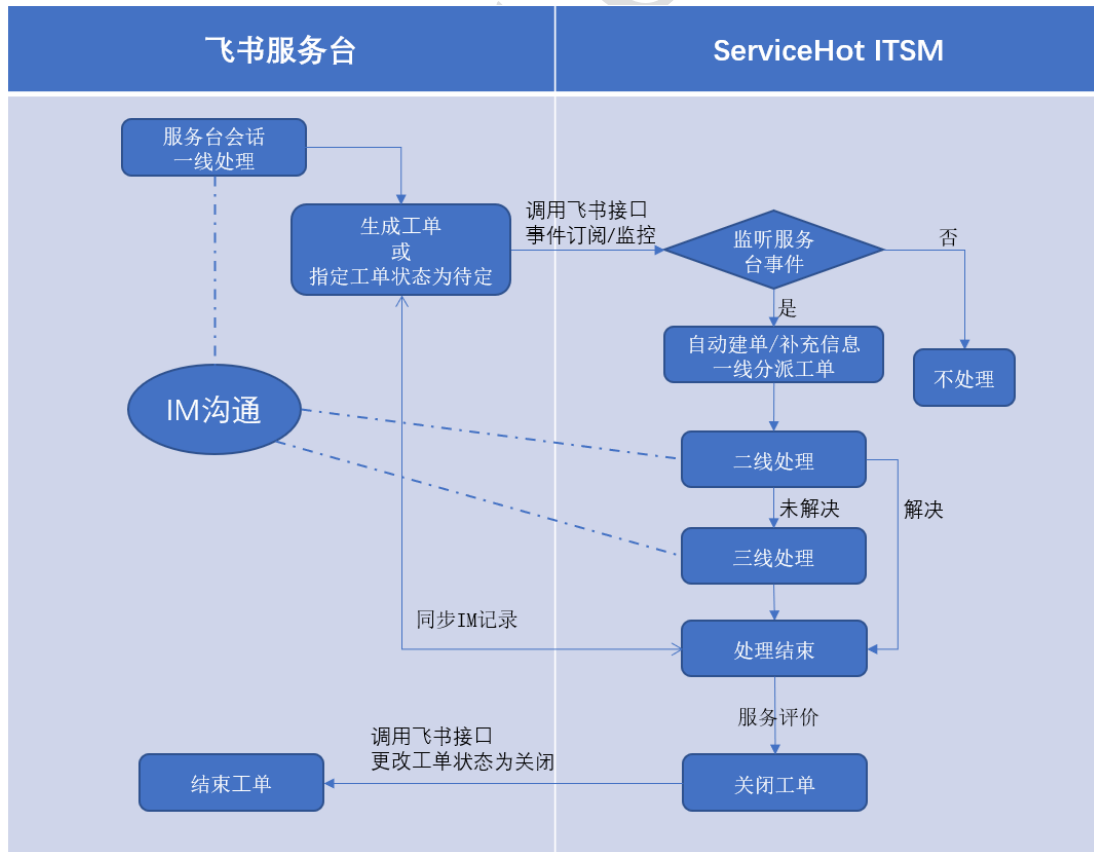 飞书服务台
ServiceHot ITSM
服务台会话
一线处理
生成工单
或
指定工单状态为待定
调用飞书接口
事件订阅/监控
监听服务
台事件
否
是
自动建单/补充信息
一线分派工单
不处理
IM沟通
二线处理
未解决
解决
三线处理
同步IM记录
处理结束
服务评价
调用飞书接口
更改工单状态为关闭
结束工单
关闭工单